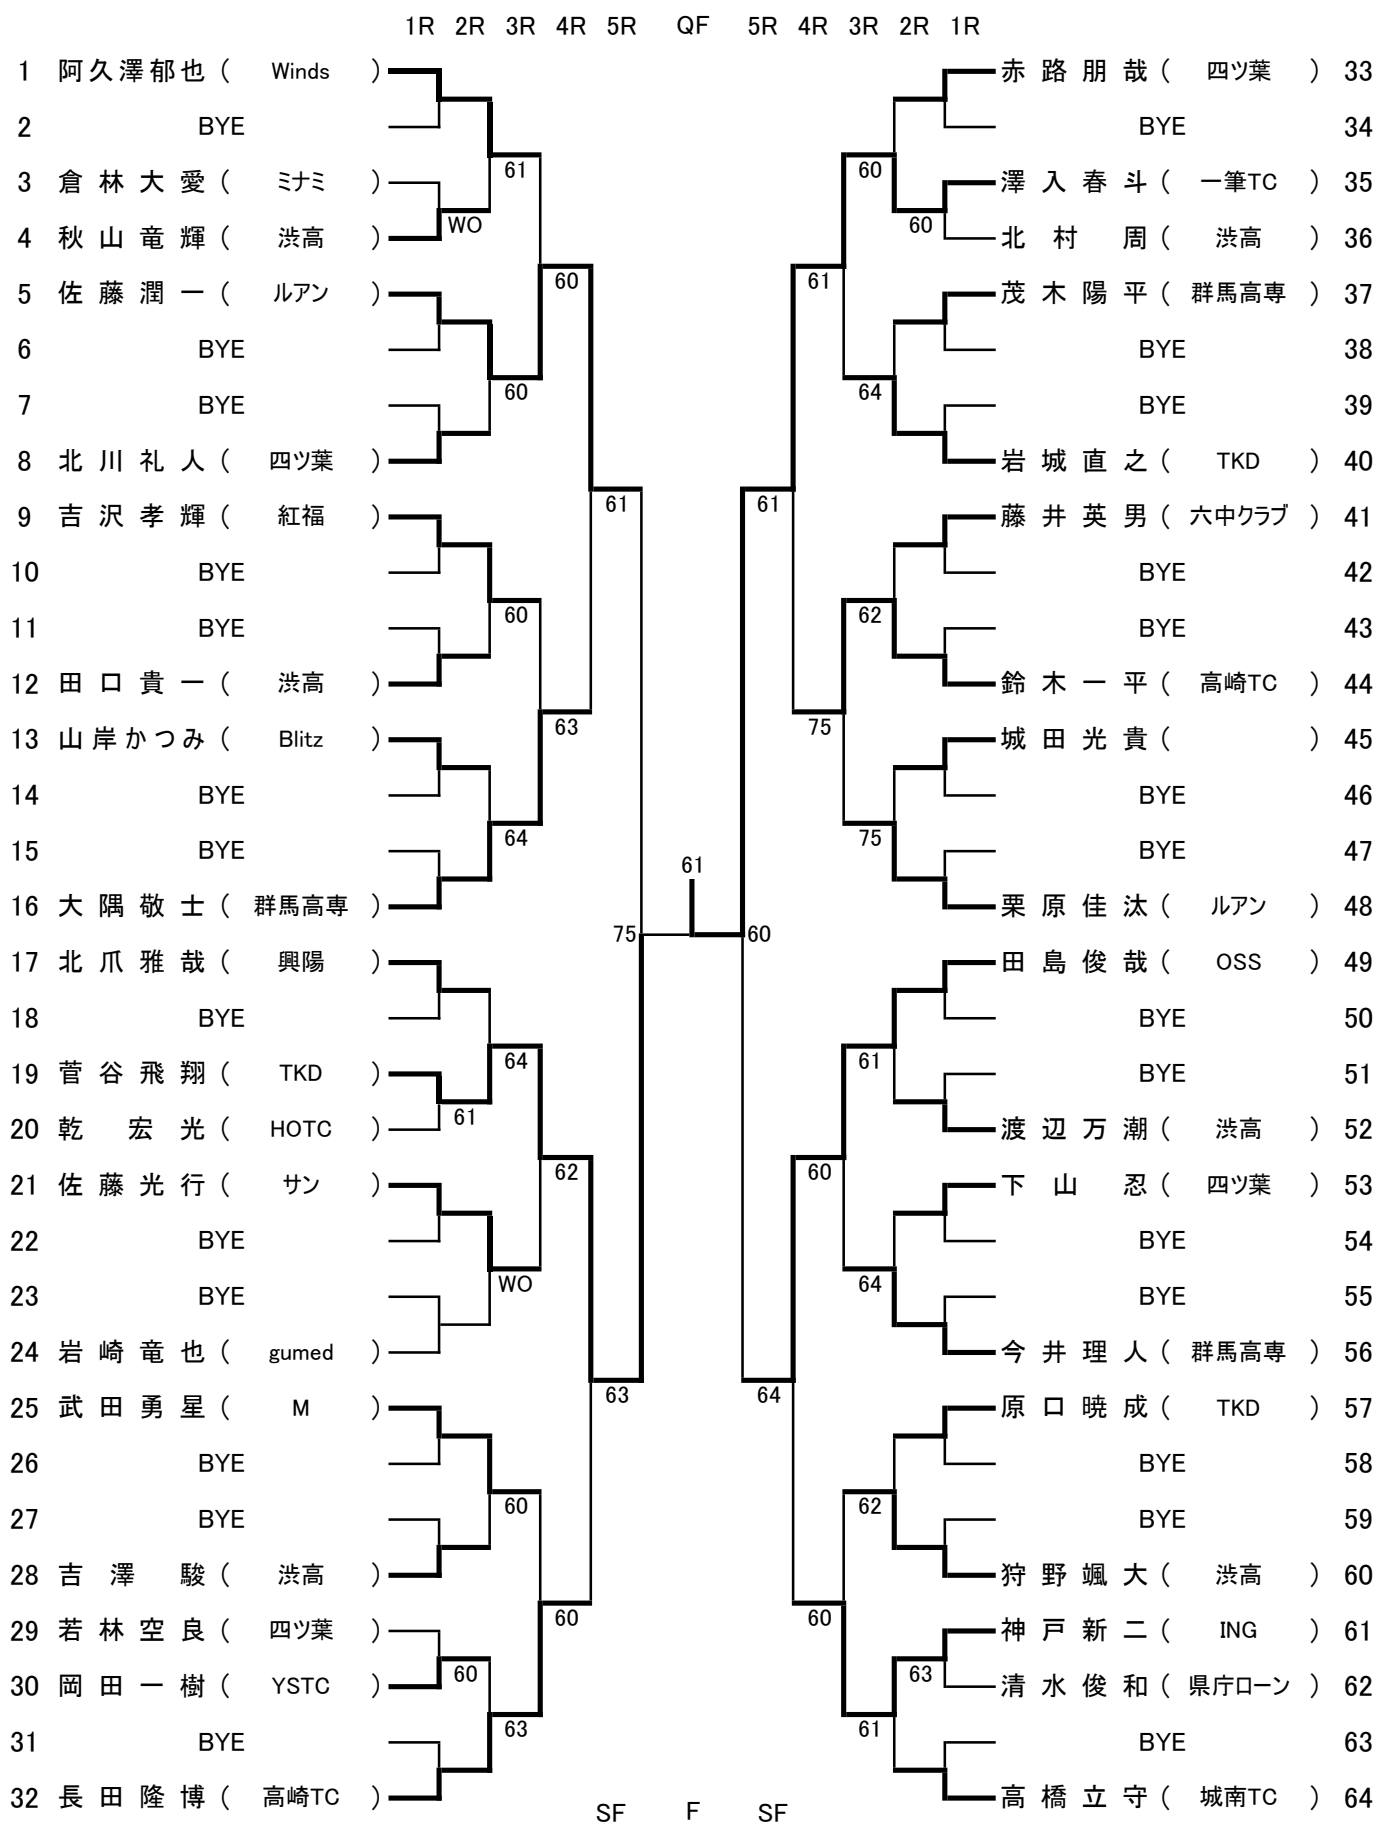 1R 2R 3R 4R 5R QF 5R 4R 3R 2R 1R
1 阿久澤郁也 ( Winds ) 赤路朋哉 ( 四ツ葉 ) 33
2 BYE BYE 34
61 60
3 倉林大愛 ( ミナミ ) 澤入春斗 ( 一筆TC ) 35
WO 60
4 秋山竜輝 ( 渋高 ) 北村周 ( 渋高 ) 36
60 61
5 佐藤潤一 ( ルアン ) 茂木陽平 ( 群馬高専 ) 37
6 BYE BYE 38
60 64
7 BYE BYE 39
8 北川礼人 ( 四ツ葉 ) 岩城直之 ( TKD ) 40
61 61
9 吉沢孝輝 ( 紅福 ) 藤井英男 ( 六中クラブ ) 41
10 BYE BYE 42
60 62
11 BYE BYE 43
12 田口貴一 ( 渋高 ) 鈴木一平 ( 高崎TC ) 44
63 75
13 山岸かつみ ( Blitz ) 城田光貴 ( ) 45
14 BYE BYE 46
64 75
15 BYE BYE 47
61
16 大隅敬士 ( 群馬高専 ) 栗原佳汰 ( ルアン ) 48
75 60
17 北爪雅哉 ( 興陽 ) 田島俊哉 ( OSS ) 49
18 BYE BYE 50
64 61
19 菅谷飛翔 ( TKD ) BYE 51
61
20 乾宏光 ( HOTC ) 渡辺万潮 ( 渋高 ) 52
62 60
21 佐藤光行 ( サン ) 下山忍 ( 四ツ葉 ) 53
22 BYE BYE 54
WO 64
23 BYE BYE 55
24 岩崎竜也 ( gumed ) 今井理人 ( 群馬高専 ) 56
63 64
25 武田勇星 ( M ) 原口暁成 ( TKD ) 57
26 BYE BYE 58
60 62
27 BYE BYE 59
28 吉澤駿 ( 渋高 ) 狩野颯大 ( 渋高 ) 60
60 60
29 若林空良 ( 四ツ葉 ) 神戸新二 ( ING ) 61
60 63
30 岡田一樹 ( YSTC ) 清水俊和 ( 県庁ローン ) 62
63 61
31 BYE BYE 63
32 長田隆博 ( 高崎TC ) 高橋立守 ( 城南TC ) 64
SF F SF